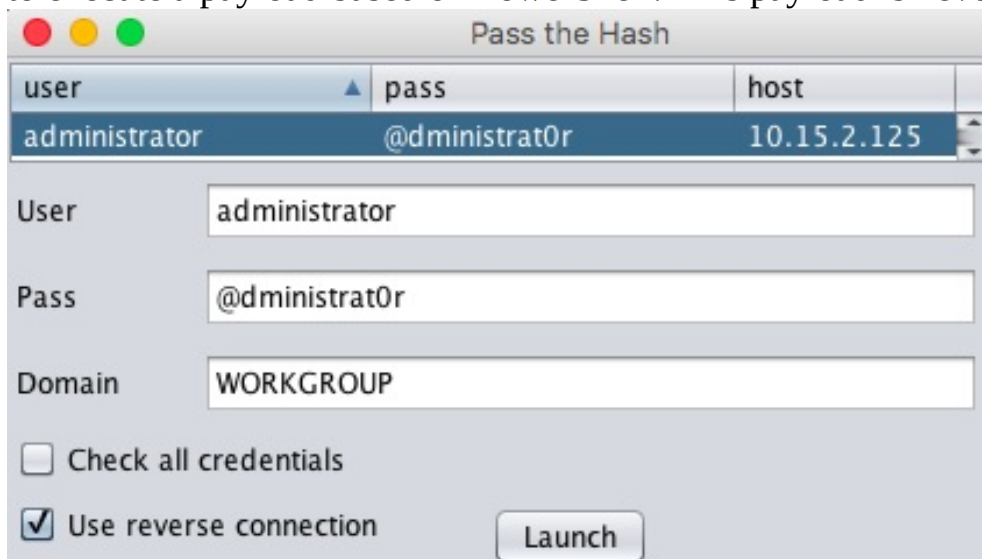 Pass the Hash
user pass host
administrator @dministrat0r 10.15.2.125
User administrator
Pass @dministrat0r
Domain WORKGROUP
Check all credentials
Use reverse connection
Launch